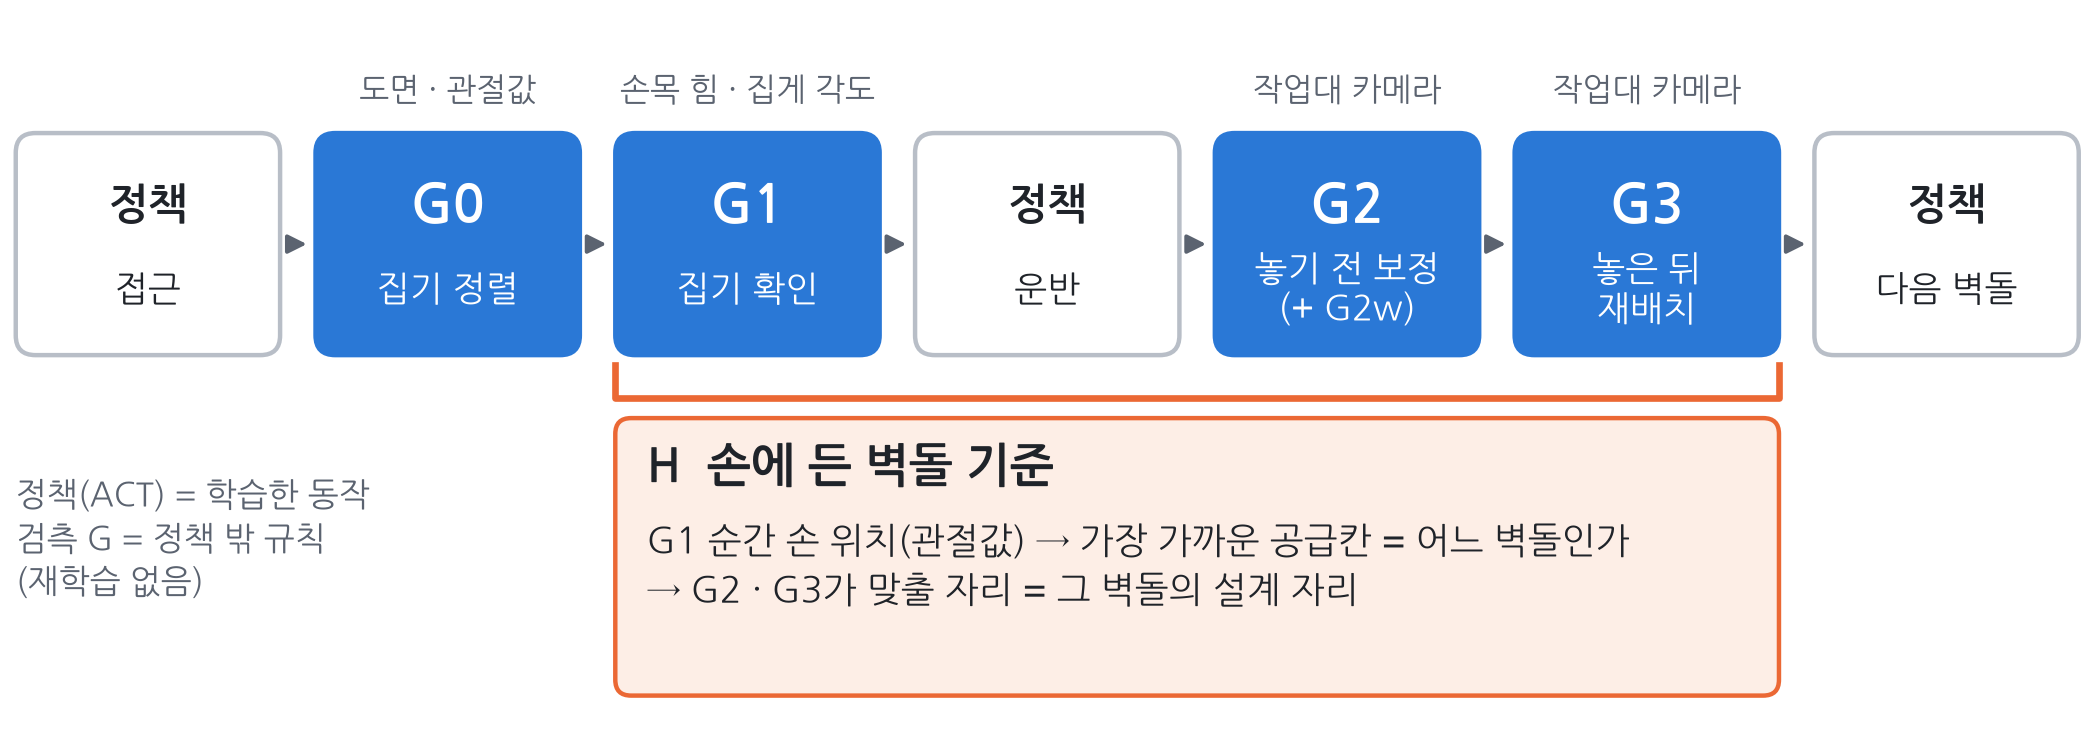 도면 · 관절값
손목 힘 · 집게 각도
작업대 카메라
작업대 카메라
정책
접근
G0
집기 정렬
G1
집기 확인
정책
운반
G2
놓기 전 보정
(+ G2w)
G3
놓은 뒤
재배치
정책
다음 벽돌
H 손에 든 벽돌 기준
G1 순간 손 위치(관절값) → 가장 가까운 공급칸 = 어느 벽돌인가
→ G2 · G3가 맞출 자리 = 그 벽돌의 설계 자리
정책(ACT) = 학습한 동작
검측 G = 정책 밖 규칙
(재학습 없음)